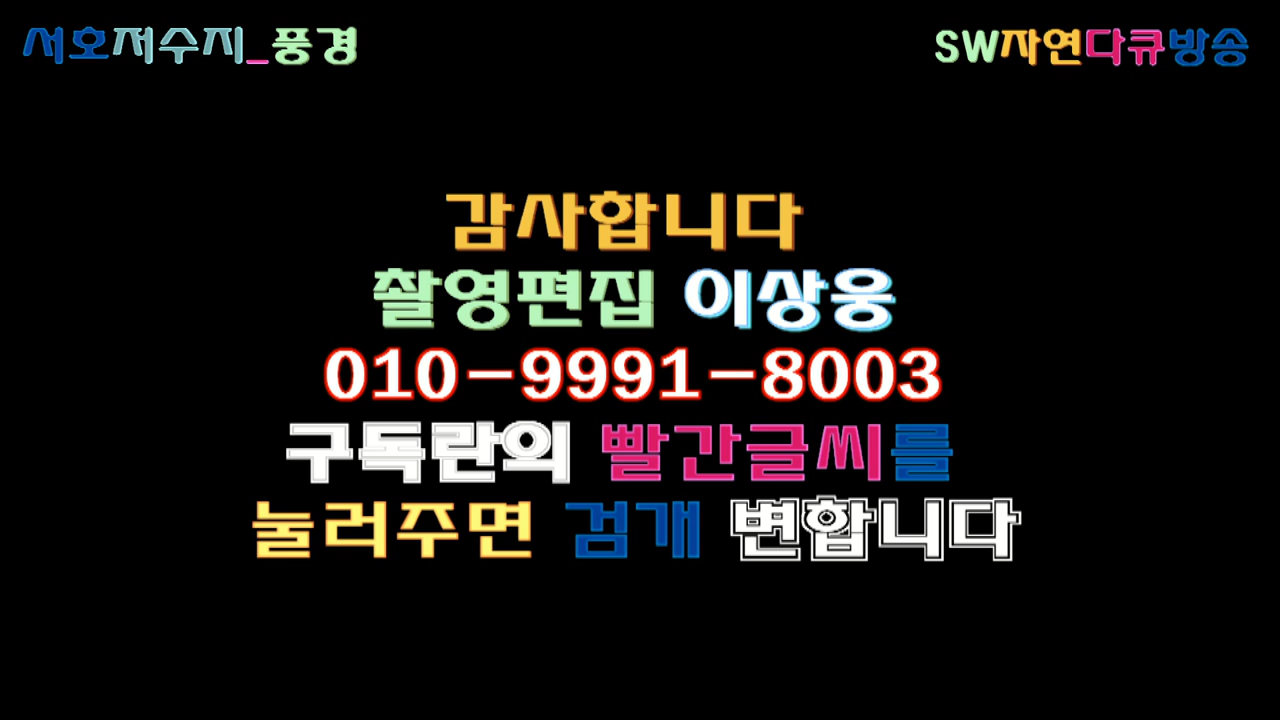 서호저수지_풍경
SW자연다큐방송
감사합니다
촬영편집 이상웅
010-9991-8003
구독란의 빨간글씨를
눌러주면 검개 변합니다